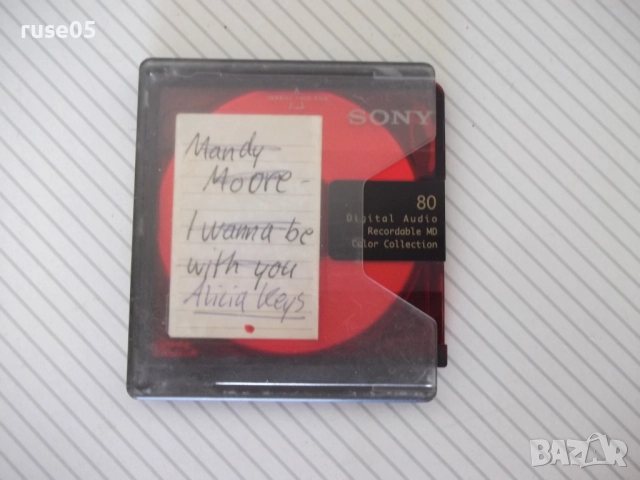 ruse05
SONY
Mandy
Moore
I wanna be
with you
Alicia Keys
80
Digital Audio
Recordable MD
Color Collection
BAZAR